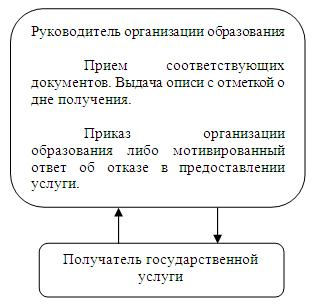 Руководитель организации образования
Прием соответствующих
документов. Выдача описи с отметкой о
дне получения.
Приказ организации
образования либо мотивированный
ответ об отказе в предоставлении
услуги.
Получатель государственной
услуги